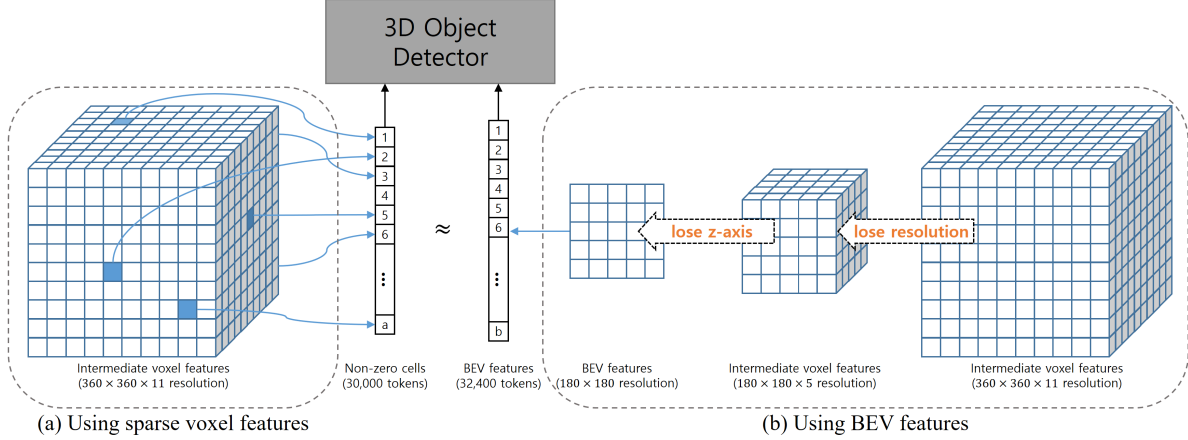 3D Object
Detector
1
2
3
4
5
6
⋮
a
≈
1
2
3
4
5
6
⋮
b
lose z-axis
lose resolution
Intermediate voxel features
(360 × 360 × 11 resolution)
Non-zero cells
(30,000 tokens)
BEV features
(32,400 tokens)
BEV features
(180 × 180 resolution)
Intermediate voxel features
(180 × 180 × 5 resolution)
Intermediate voxel features
(360 × 360 × 11 resolution)
(a) Using sparse voxel features
(b) Using BEV features